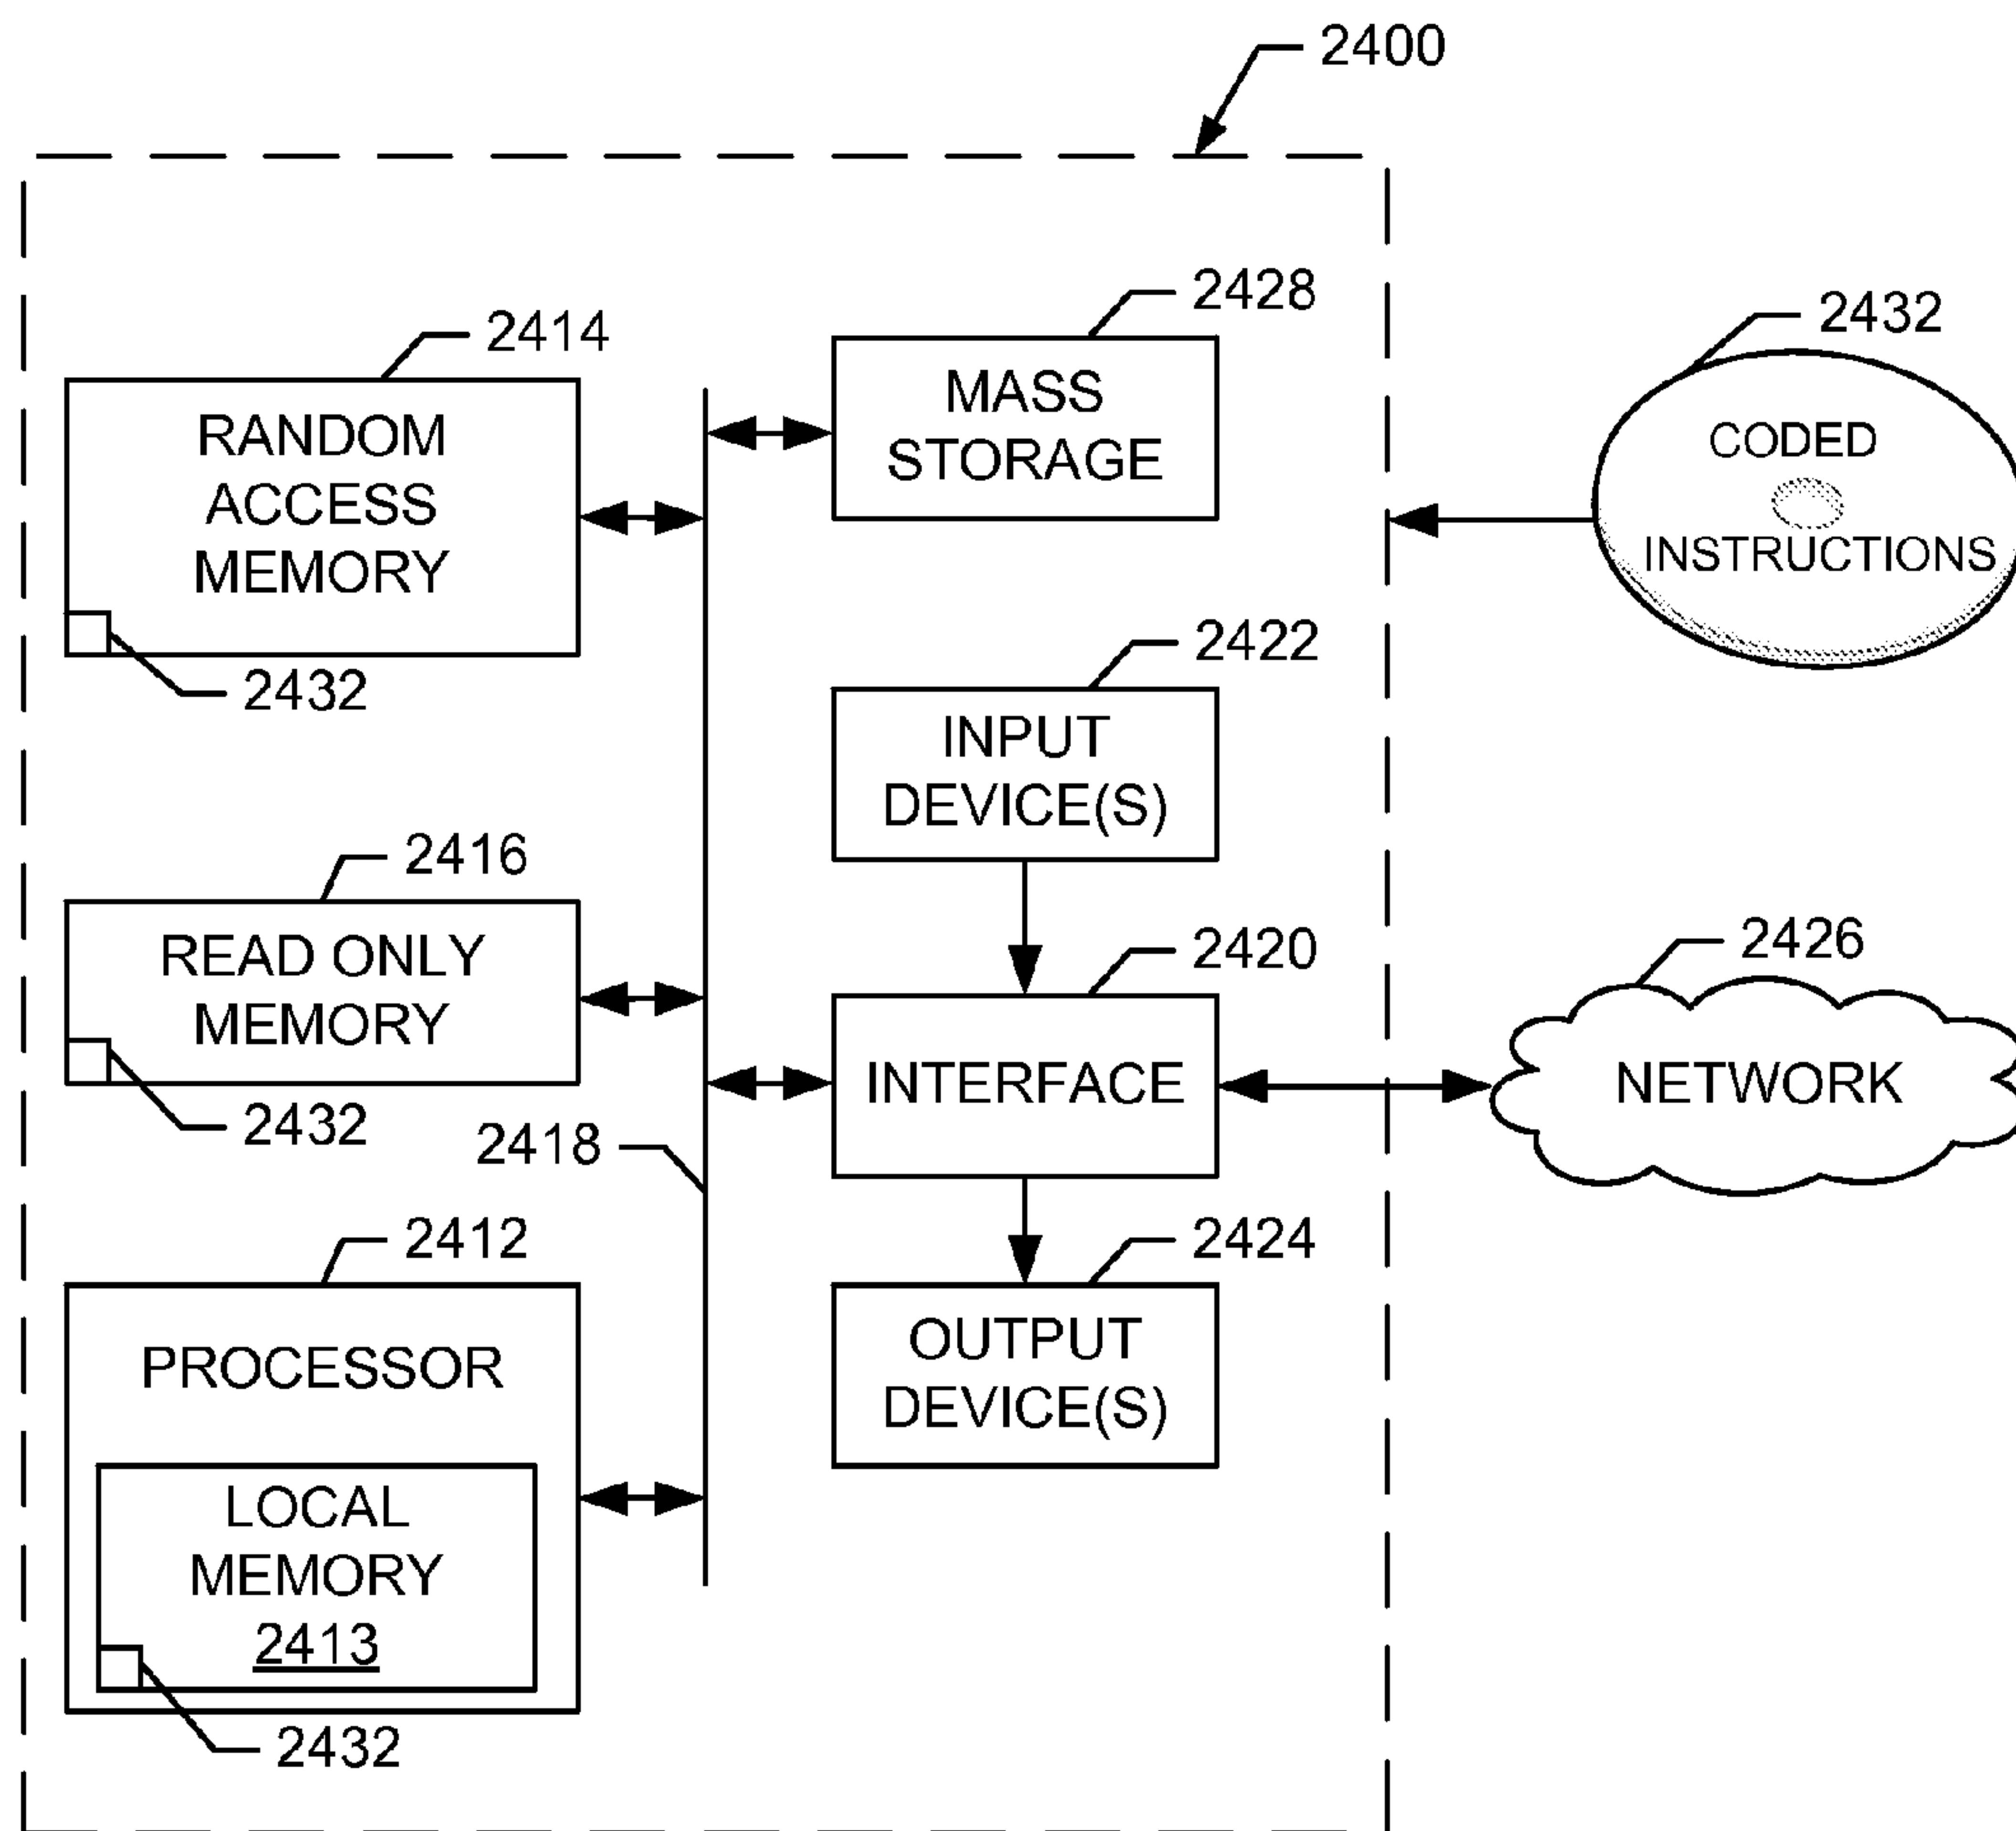 2400
2414
RANDOM
ACCESS
MEMORY
2432
2428
MASS
STORAGE
2432
CODED
INSTRUCTIONS
2422
INPUT
DEVICE(S)
2416
READ ONLY
MEMORY
2432
2418
2420
INTERFACE
2426
NETWORK
2412
PROCESSOR
LOCAL
MEMORY
2413
2432
2424
OUTPUT
DEVICE(S)